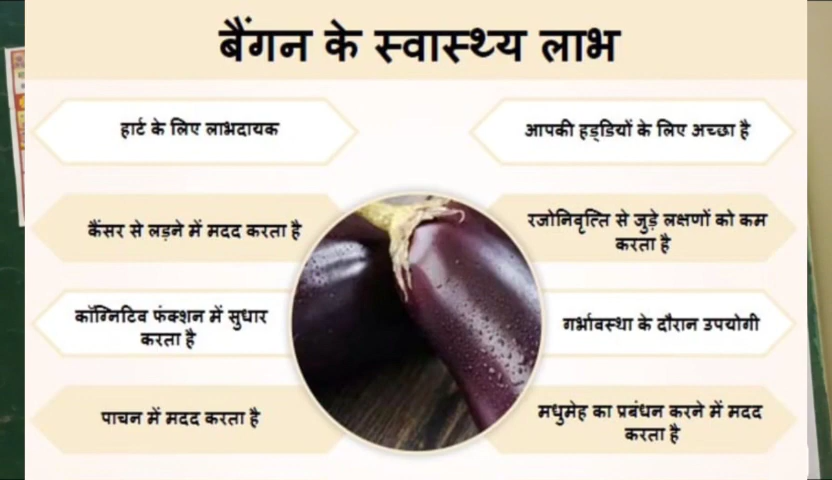 बैंगन के स्वास्थ्य लाभ
हार्ट के लिए लाभदायक
आपकी हड्डियों के लिए अच्छा है
कैंसर से लड़ने में मदद करता है
रजोनिवृत्ति से जुड़े लक्षणों को कम
करता है
कॉग्निटिव फंक्शन में सुधार
करता है
गर्भावस्था के दौरान उपयोगी
पाचन में मदद करता है
मधुमेह का प्रबंधन करने में मदद
करता है